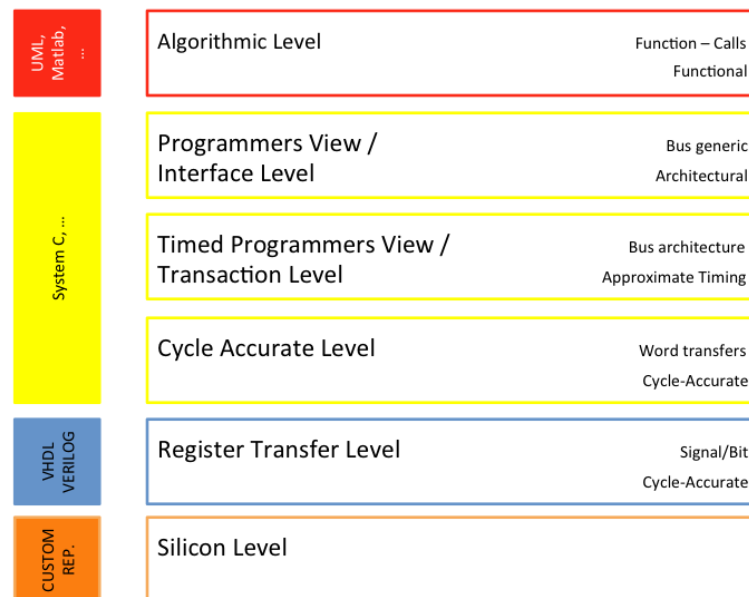 UML,
Matlab,
...
Algorithmic Level
Function – Calls
Functional
System C, ...
Programmers View /
Interface Level
Bus generic
Architectural
Timed Programmers View /
Transaction Level
Bus architecture
Approximate Timing
Cycle Accurate Level
Word transfers
Cycle-Accurate
VHDL
VERILOG
Register Transfer Level
Signal/Bit
Cycle-Accurate
CUSTOM
REP.
Silicon Level